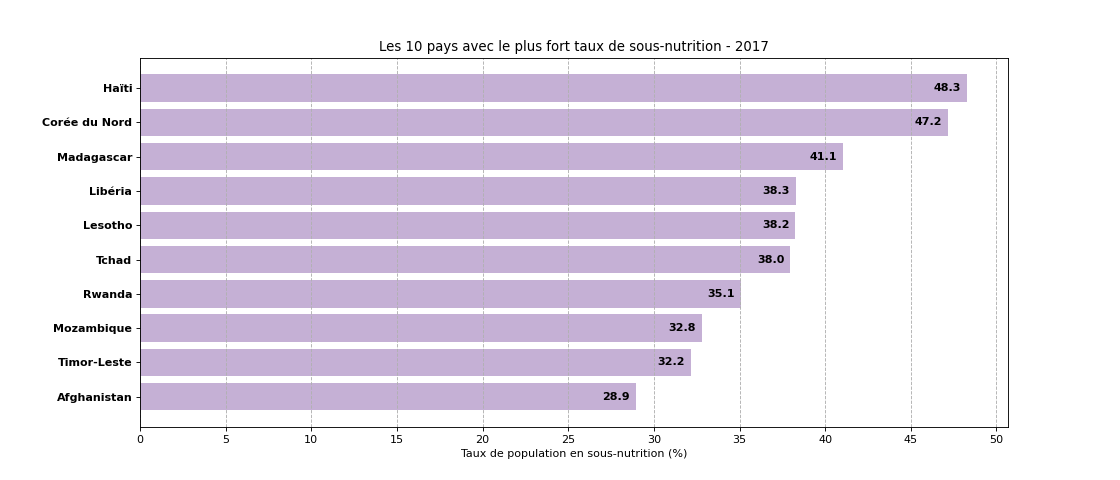 Les 10 pays avec le plus fort taux de sous-nutrition - 2017
Haïti 48.3
Corée du Nord 47.2
Madagascar 41.1
Libéria 38.3
Lesotho 38.2
Tchad 38.0
Rwanda 35.1
Mozambique 32.8
Timor-Leste 32.2
Afghanistan 28.9
0 5 10 15 20 25 30 35 40 45 50
Taux de population en sous-nutrition (%)